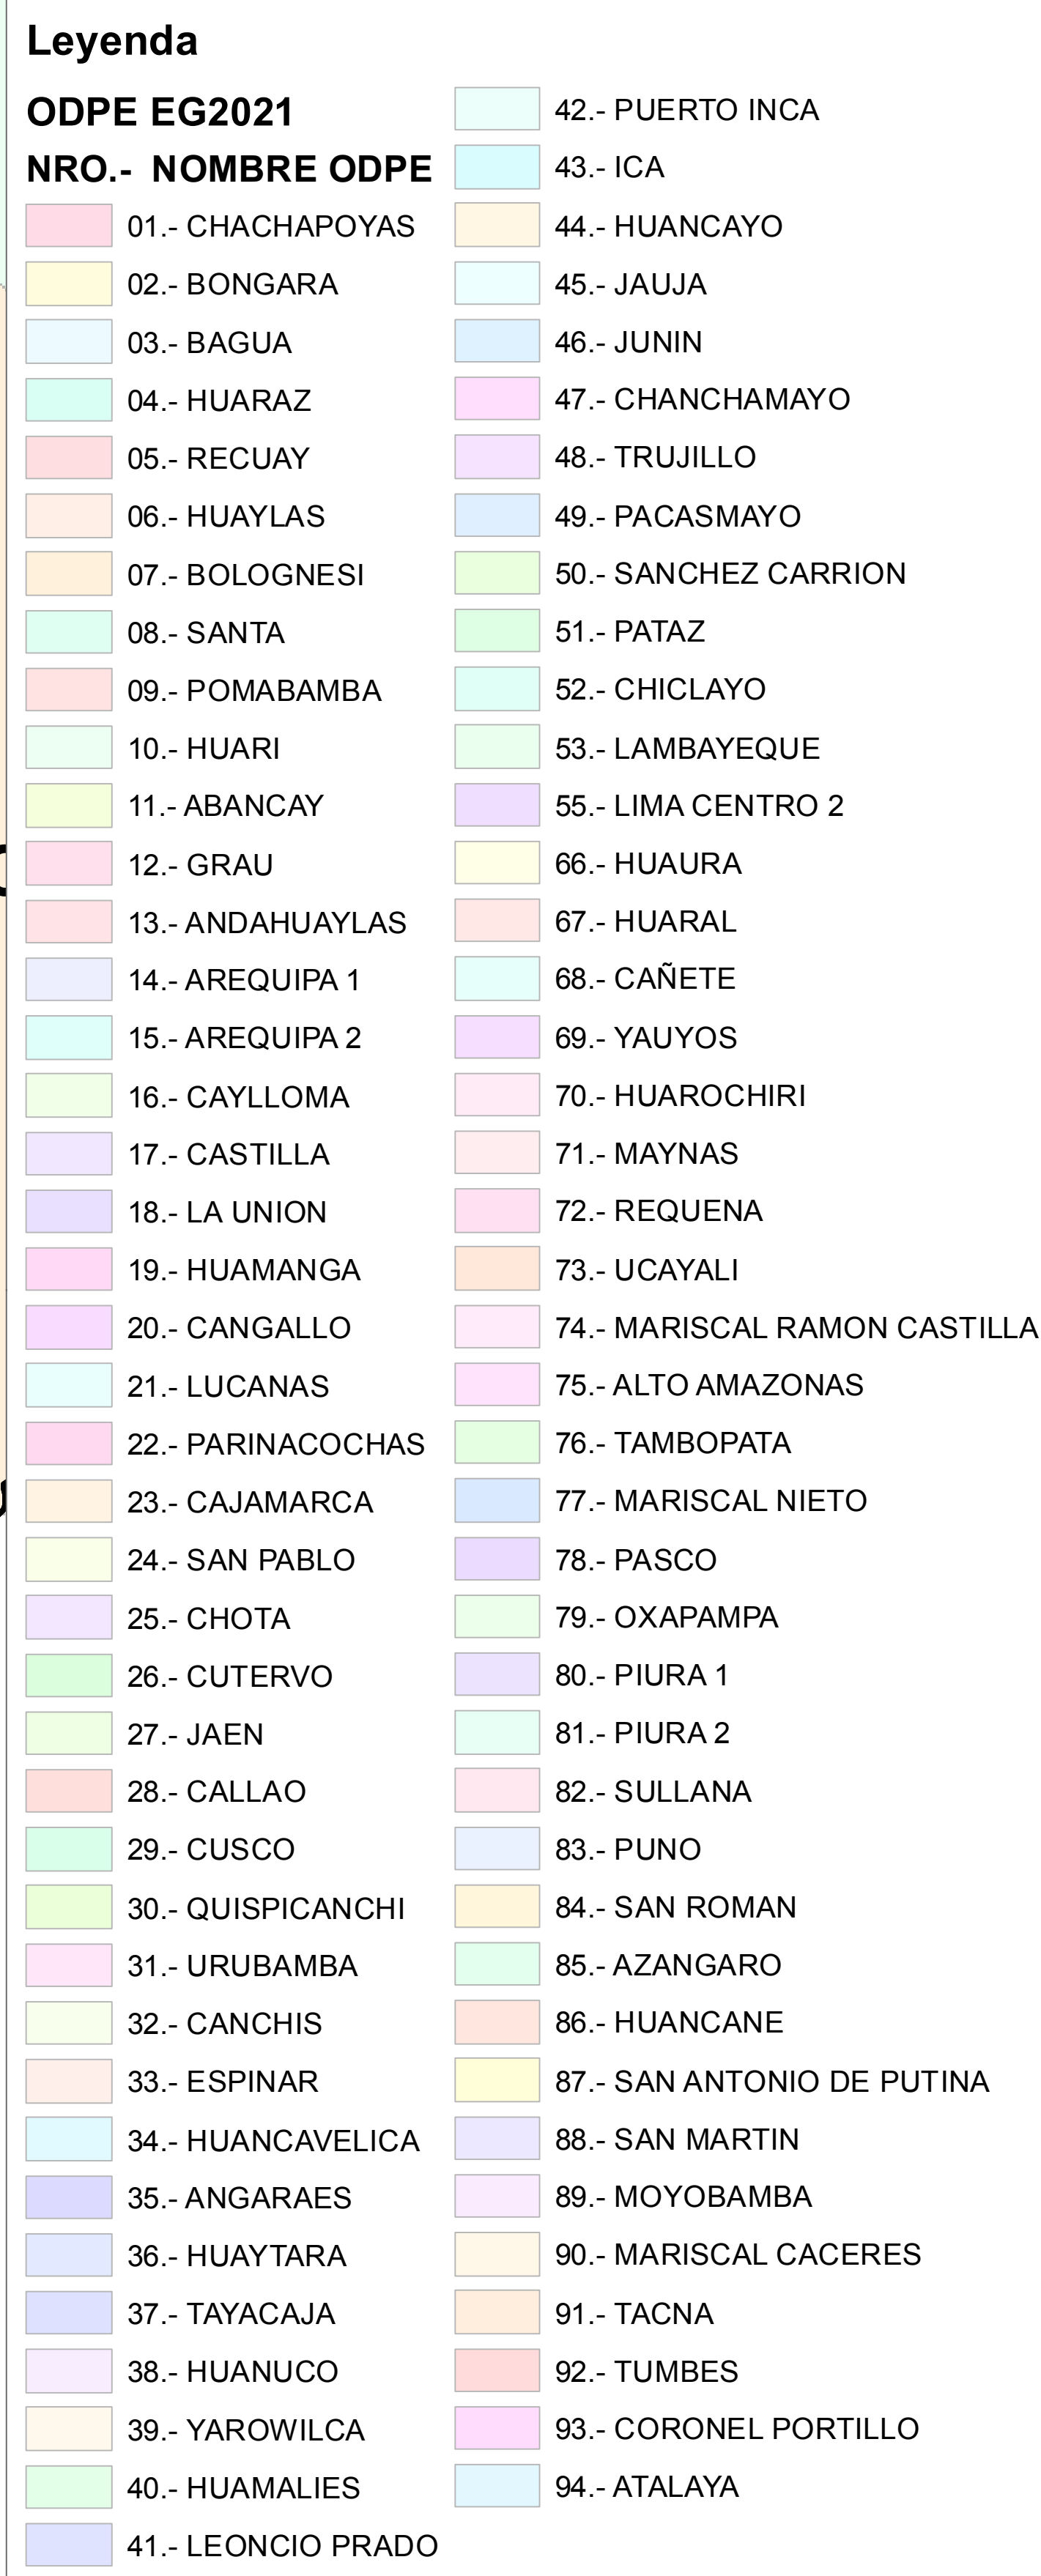 Leyenda
ODPE EG2021
NRO.- NOMBRE ODPE
01.- CHACHAPOYAS
02.- BONGARA
03.- BAGUA
04.- HUARAZ
05.- RECUAY
06.- HUAYLAS
07.- BOLOGNESI
08.- SANTA
09.- POMABAMBA
10.- HUARI
11.- ABANCAY
12.- GRAU
13.- ANDAHUAYLAS
14.- AREQUIPA 1
15.- AREQUIPA 2
16.- CAYLLOMA
17.- CASTILLA
18.- LA UNION
19.- HUAMANGA
20.- CANGALLO
21.- LUCANAS
22.- PARINACOCHAS
23.- CAJAMARCA
24.- SAN PABLO
25.- CHOTA
26.- CUTERVO
27.- JAEN
28.- CALLAO
29.- CUSCO
30.- QUISPICANCHI
31.- URUBAMBA
32.- CANCHIS
33.- ESPINAR
34.- HUANCAVELICA
35.- ANGARAES
36.- HUAYTARA
37.- TAYACAJA
38.- HUANUCO
39.- YAROWILCA
40.- HUAMALIES
41.- LEONCIO PRADO
42.- PUERTO INCA
43.- ICA
44.- HUANCAYO
45.- JAUJA
46.- JUNIN
47.- CHANCHAMAYO
48.- TRUJILLO
49.- PACASMAYO
50.- SANCHEZ CARRION
51.- PATAZ
52.- CHICLAYO
53.- LAMBAYEQUE
55.- LIMA CENTRO 2
66.- HUAURA
67.- HUARAL
68.- CAÑETE
69.- YAUYOS
70.- HUAROCHIRI
71.- MAYNAS
72.- REQUENA
73.- UCAYALI
74.- MARISCAL RAMON CASTILLA
75.- ALTO AMAZONAS
76.- TAMBOPATA
77.- MARISCAL NIETO
78.- PASCO
79.- OXAPAMPA
80.- PIURA 1
81.- PIURA 2
82.- SULLANA
83.- PUNO
84.- SAN ROMAN
85.- AZANGARO
86.- HUANCANE
87.- SAN ANTONIO DE PUTINA
88.- SAN MARTIN
89.- MOYOBAMBA
90.- MARISCAL CACERES
91.- TACNA
92.- TUMBES
93.- CORONEL PORTILLO
94.- ATALAYA